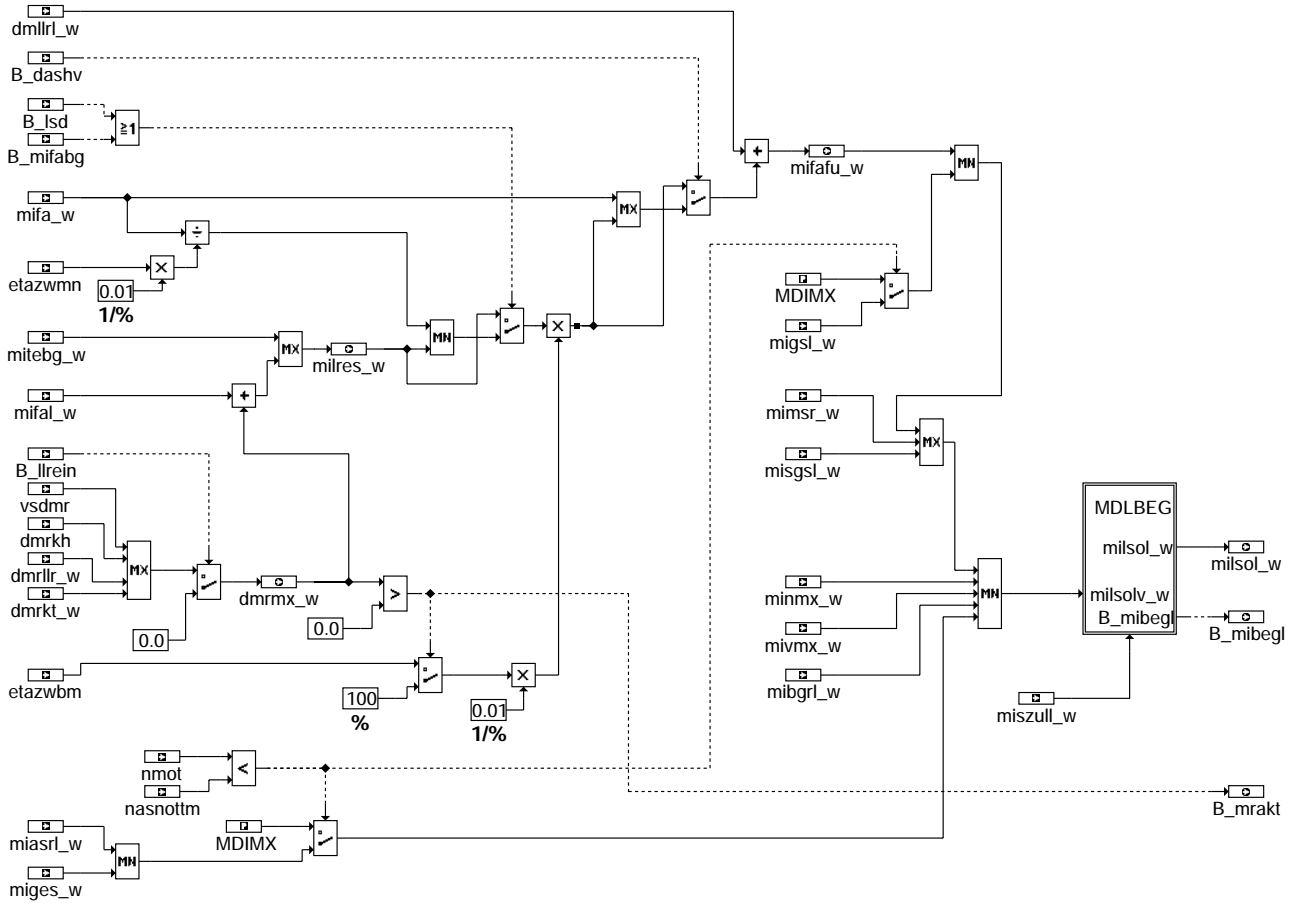 dmllrl_w
B_dashv
B_lsd
≥1
B_mifabg
+
mifafu_w
MN
mifa_w
MX
÷
etazwmn
×
0.01
1/%
MDIMX
migsl_w
mitebg_w
MX
milres_w
MN
×
mifal_w
+
mimsr_w
MX
misgsl_w
B_llrein
vsdmr
dmrkh
dmrllr_w
dmrkt_w
MX
dmrmx_w
>
0.0
0.0
MDLBEG
milsol_w
milsol_w
milsolv_w
B_mibegl
B_mibegl
minmx_w
MN
mivmx_w
mibgrl_w
miszull_w
etazwbm
100
%
×
0.01
1/%
nmot
<
nasnottm
B_mrakt
miasrl_w
MDIMX
MN
miges_w